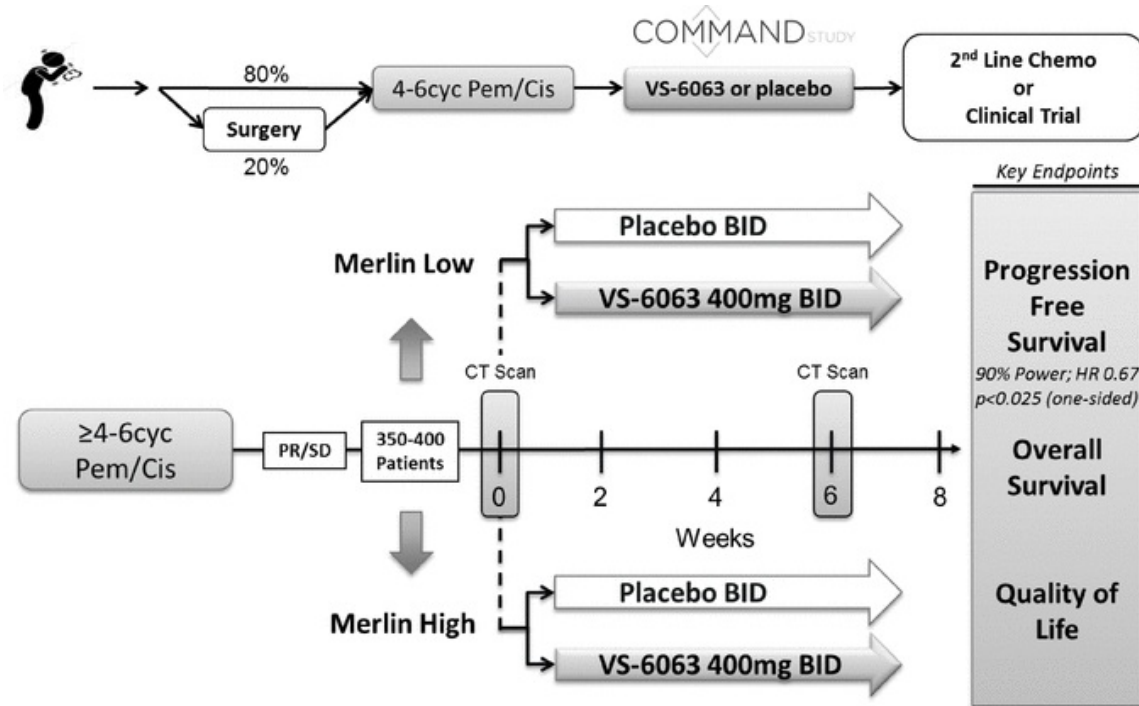 COMMAND STUDY
80%
4-6cyc Pem/Cis
VS-6063 or placebo
2nd Line Chemo
or
Clinical Trial
Surgery
20%
Key Endpoints
Placebo BID
Merlin Low
VS-6063 400mg BID
Progression
Free
Survival
90% Power; HR 0.67
p<0.025 (one-sided)
CT Scan
CT Scan
≥4-6cyc
Pem/Cis
PR/SD
350-400
Patients
Overall
Survival
0
2
4
6
8
Weeks
Placebo BID
Merlin High
VS-6063 400mg BID
Quality of
Life